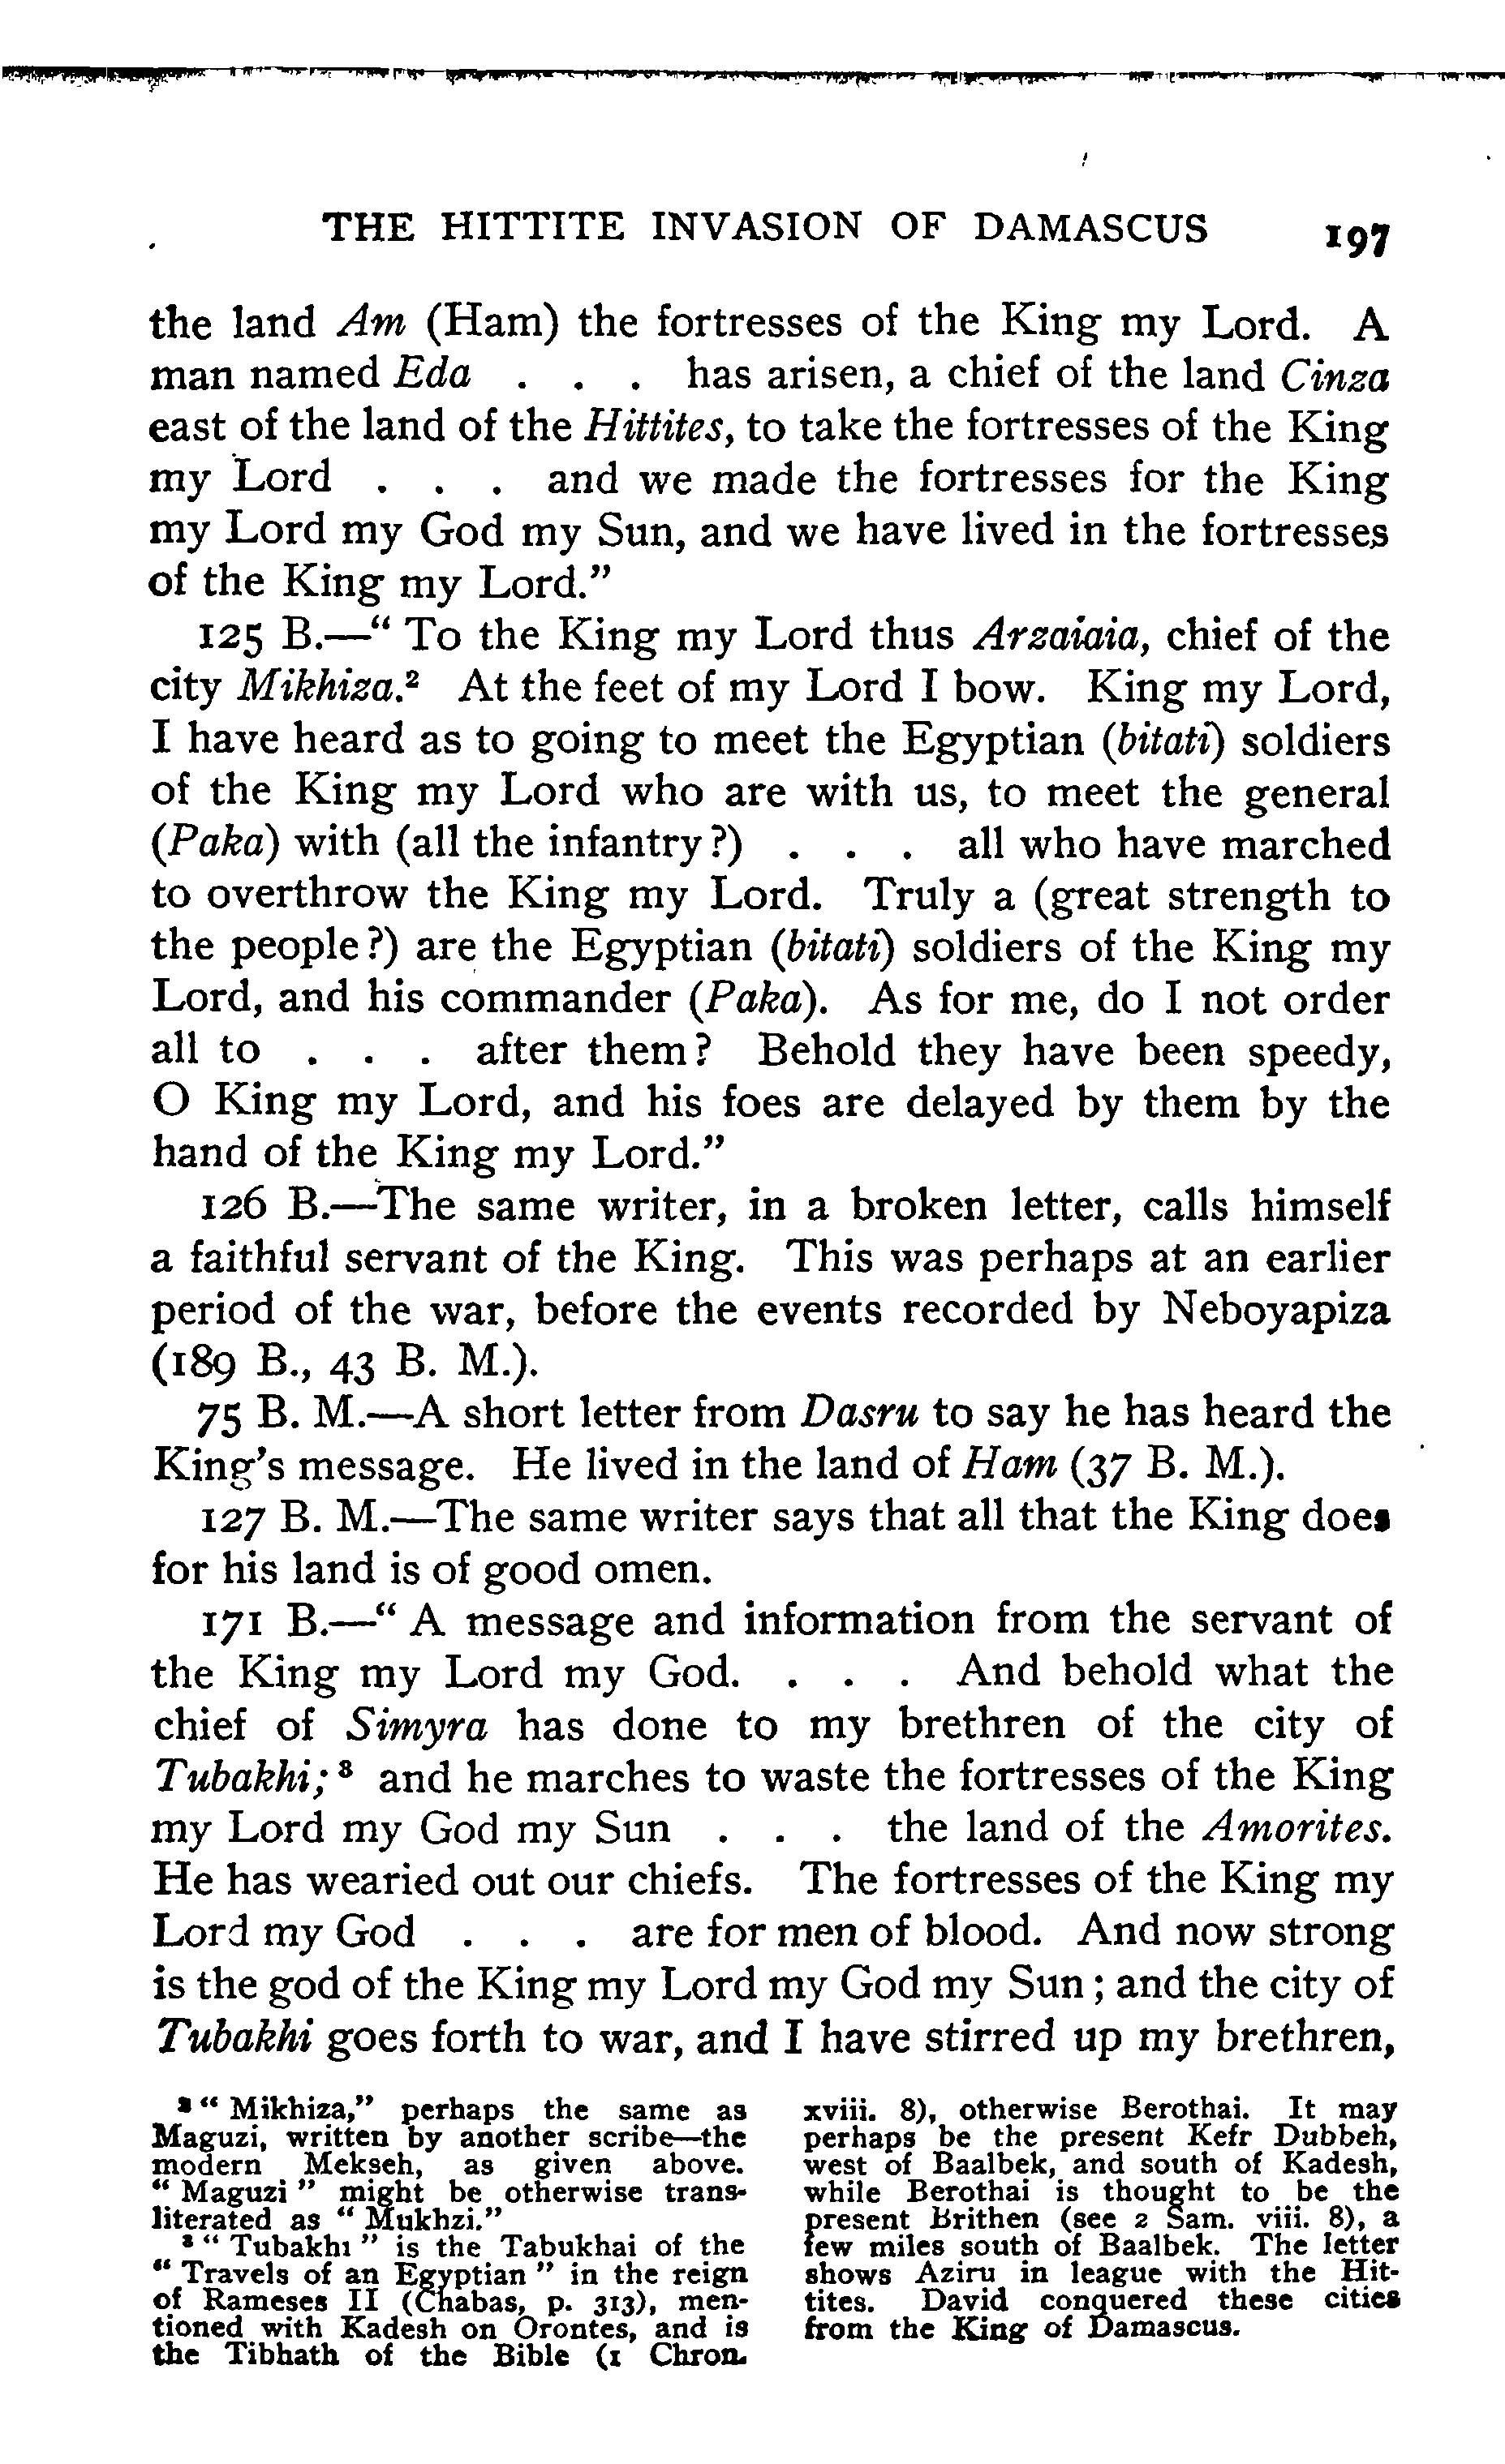 THE HITTITE INVASION OF DAMASCUS 197
the land Am (Ham) the fortresses of the King my Lord. A
man named Eda . . . has arisen, a chief of the land Cinza
east of the land of the Hittites, to take the fortresses of the King
my Lord . . . and we made the fortresses for the King
my Lord my God my Sun, and we have lived in the fortresses
of the King my Lord."
125 B.—“ To the King my Lord thus Arzaiaia, chief of the
city Mikhiza.² At the feet of my Lord I bow. King my Lord,
I have heard as to going to meet the Egyptian (bitati) soldiers
of the King my Lord who are with us, to meet the general
(Paka) with (all the infantry ?) . . . all who have marched
to overthrow the King my Lord. Truly a (great strength to
the people ?) are the Egyptian (bitati) soldiers of the King my
Lord, and his commander (Paka). As for me, do I not order
all to . . . after them ? Behold they have been speedy,
O King my Lord, and his foes are delayed by them by the
hand of the King my Lord.”
126 B.—The same writer, in a broken letter, calls himself
a faithful servant of the King. This was perhaps at an earlier
period of the war, before the events recorded by Neboyapiza
(189 B., 43 B. M.).
75 B. M.—A short letter from Dasru to say he has heard the
King’s message. He lived in the land of Ham (37 B. M.).
127 B. M.—The same writer says that all that the King does
for his land is of good omen.
171 B.—“ A message and information from the servant of
the King my Lord my God. . . . And behold what the
chief of Simyra has done to my brethren of the city of
Tubakhi; ³ and he marches to waste the fortresses of the King
my Lord my God my Sun . . . the land of the Amorites.
He has wearied out our chiefs. The fortresses of the King my
Lord my God . . . are for men of blood. And now strong
is the god of the King my Lord my God my Sun ; and the city of
Tubakhi goes forth to war, and I have stirred up my brethren,
² “ Mikhiza,” perhaps the same as
Maguzi, written by another scribe—the
modern Mekseh, as given above.
“ Maguzi ” might be otherwise trans-
literated as “ Mukhzi.”
³ “ Tubakhi ” is the Tabukhai of the
“ Travels of an Egyptian ” in the reign
of Rameses II (Chabas, p. 313), men-
tioned with Kadesh on Orontes, and is
the Tibhath of the Bible (1 Chron.
xviii. 8), otherwise Berothai. It may
perhaps be the present Kefr Dubbeh,
west of Baalbek, and south of Kadesh,
while Berothai is thought to be the
present Brithen (see 2 Sam. viii. 8), a
few miles south of Baalbek. The letter
shows Aziru in league with the Hit-
tites. David conquered these cities
from the King of Damascus.